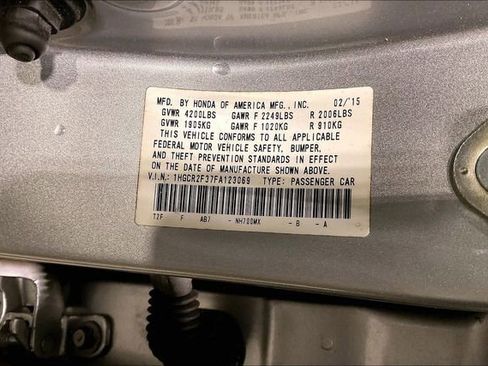 MFD. BY HONDA OF AMERICA MFG., INC. 02/'15
GVWR 4200LBS GAWR F 2249LBS R 2006LBS
GVWR 1905KG GAWR F 1020KG R 910KG
THIS VEHICLE CONFORMS TO ALL APPLICABLE
FEDERAL MOTOR VEHICLE SAFETY, BUMPER,
AND THEFT PREVENTION STANDARDS IN EFFECT
ON THE DATE OF MANUFACTURE SHOWN ABOVE.
V.I.N.: 1HGCR2F37FA123069 TYPE: PASSENGER CAR
T2F F AB7 - NH700MX - B - A